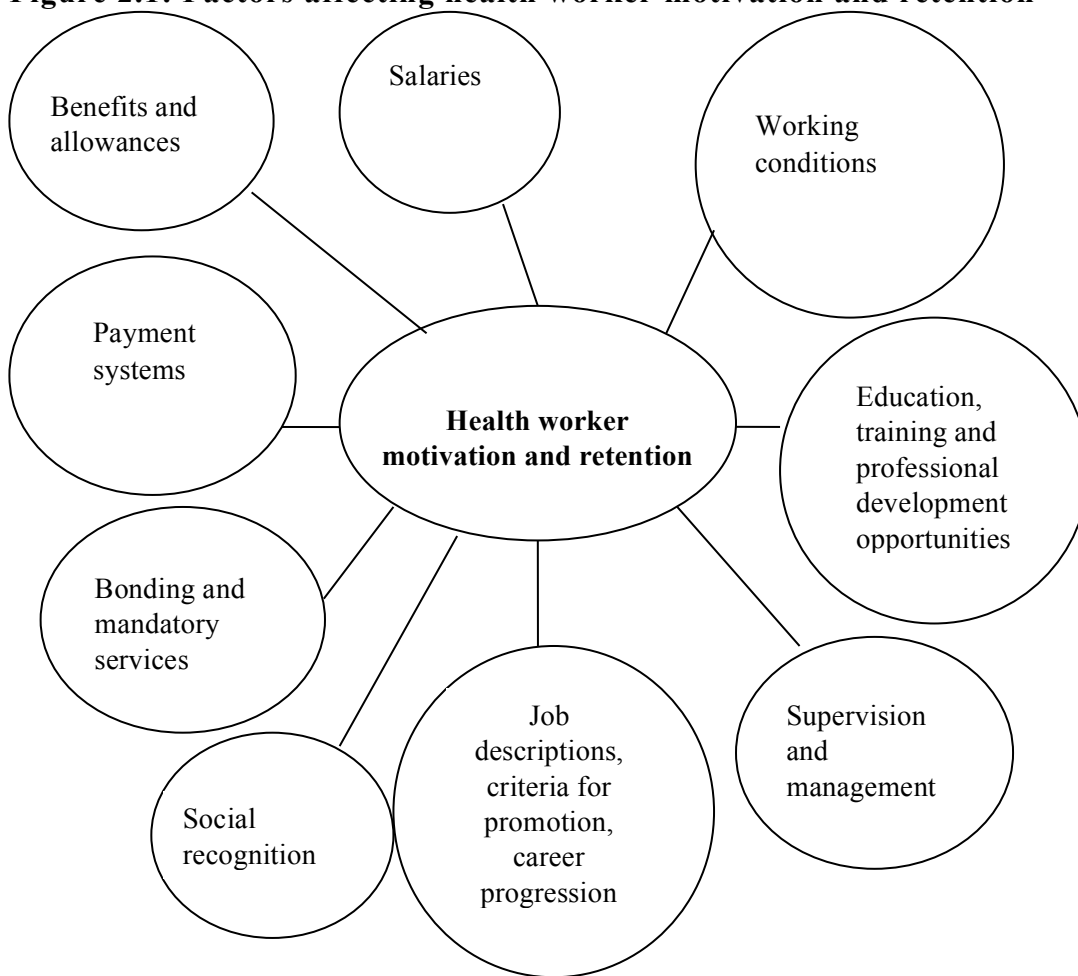 Figure 2.1: Factors affecting health worker motivation and retention
Benefits and
allowances
Salaries
Working
conditions
Payment
systems
Health worker
motivation and retention
Education,
training and
professional
development
opportunities
Bonding and
mandatory
services
Job
descriptions,
criteria for
promotion,
career
progression
Supervision
and
management
Social
recognition